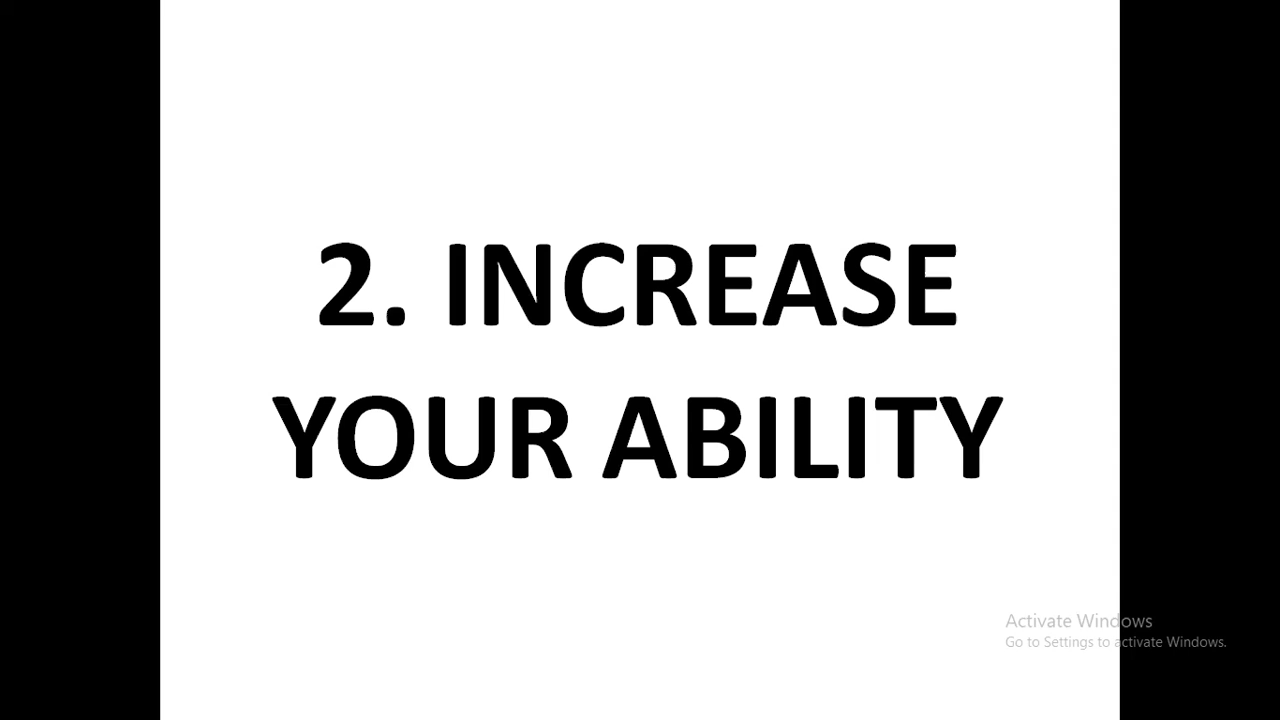 2. INCREASE
YOUR ABILITY
Activate Windows
Go to Settings to activate Windows.